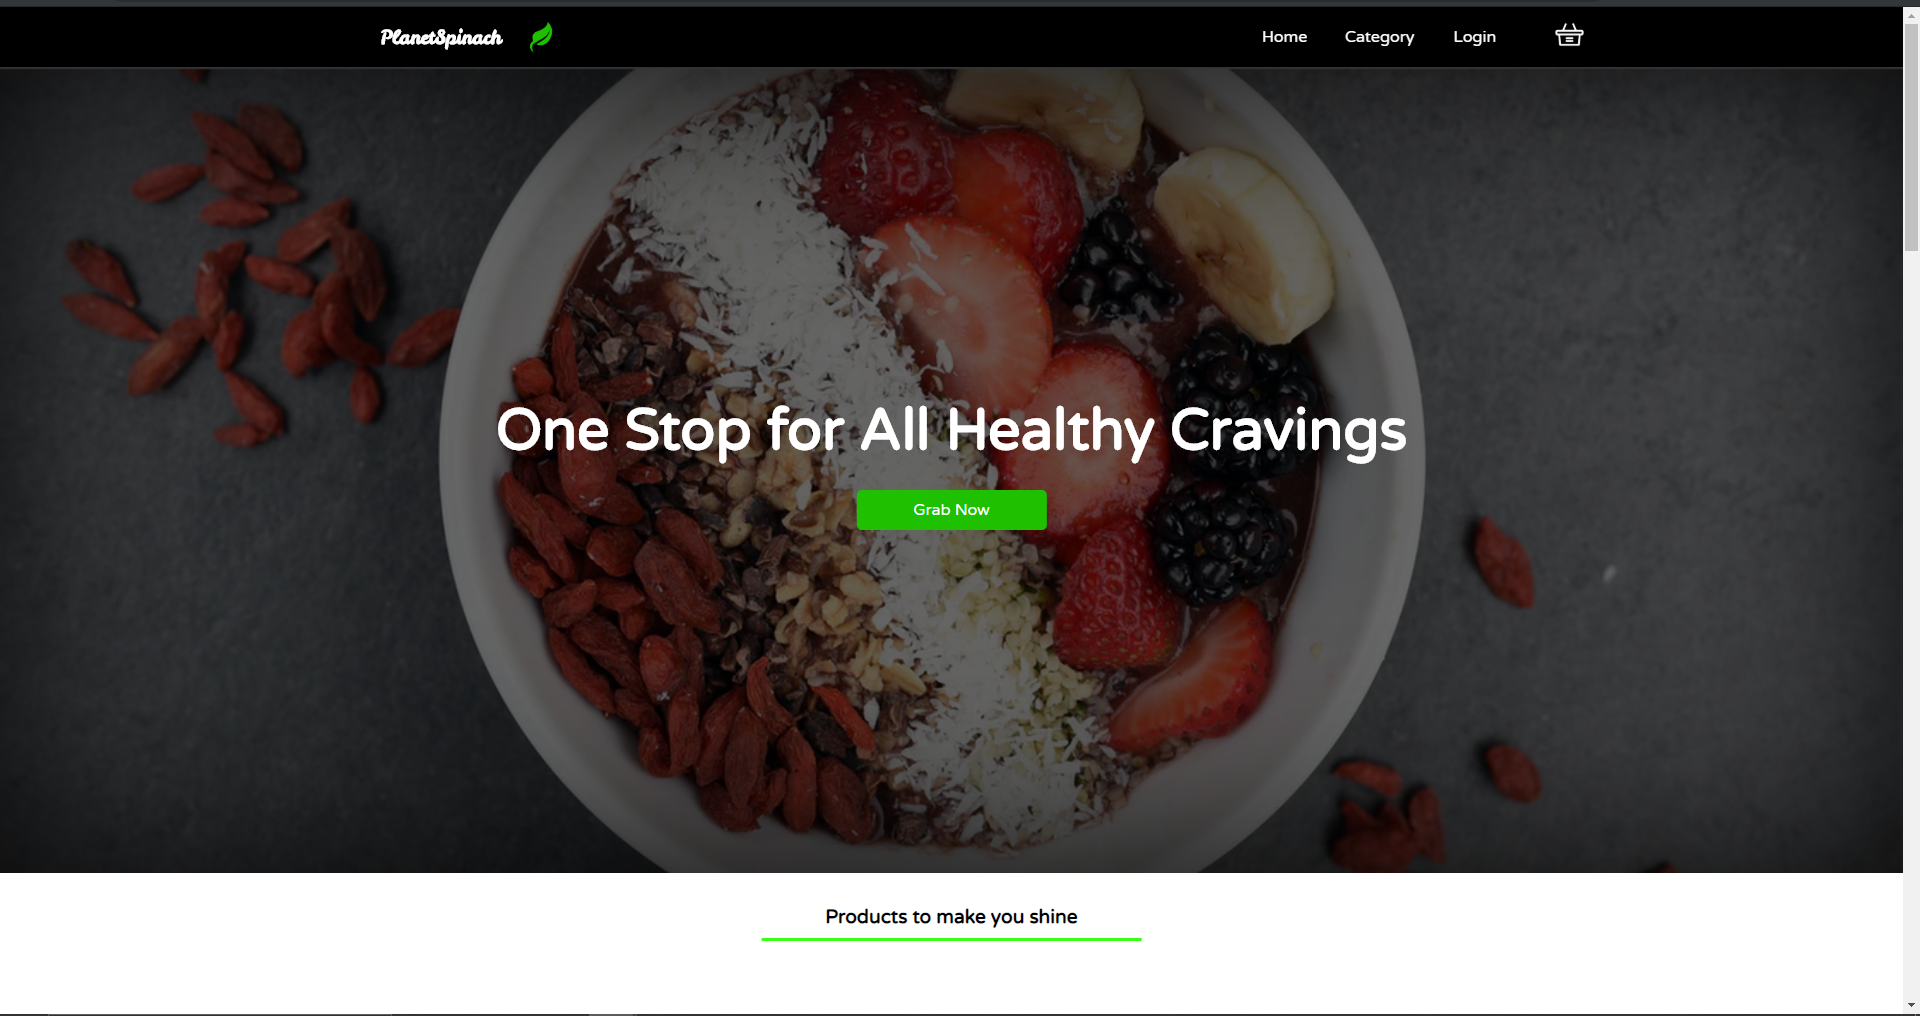 PlanetSpinach
Home Category Login
One Stop for All Healthy Cravings
Grab Now
Products to make you shine